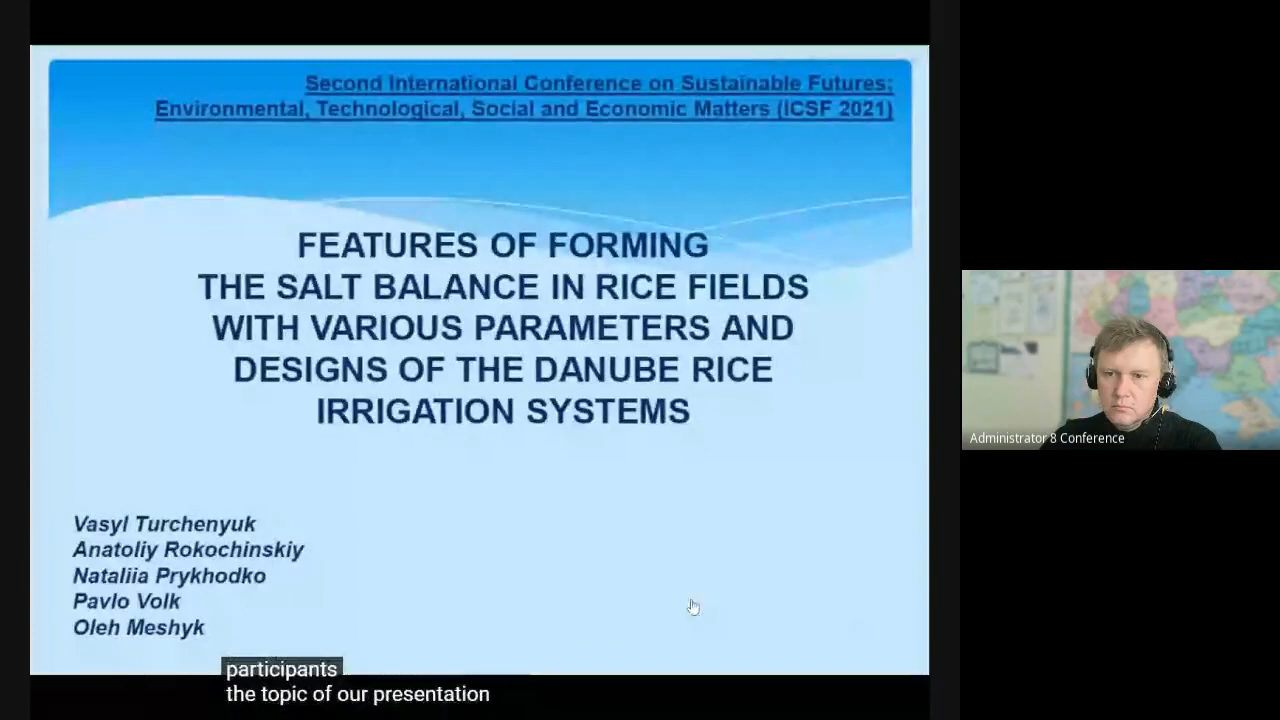 Second International Conference on Sustainable Futures:
Environmental, Technological, Social and Economic Matters (ICSF 2021)
FEATURES OF FORMING
THE SALT BALANCE IN RICE FIELDS
WITH VARIOUS PARAMETERS AND
DESIGNS OF THE DANUBE RICE
IRRIGATION SYSTEMS
Vasyl Turchenyuk
Anatoliy Rokochinskiy
Nataliia Prykhodko
Pavlo Volk
Oleh Meshyk
participants
the topic of our presentation
Administrator 8 Conference